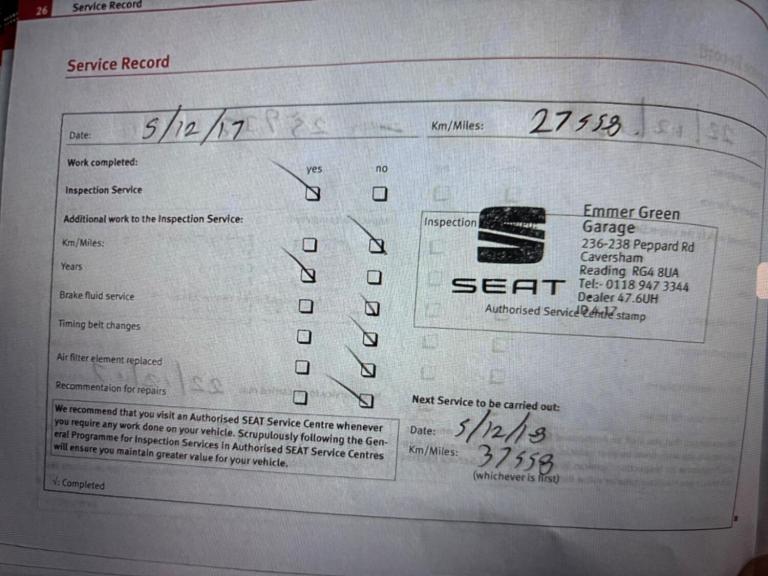 26 Service Record
Service Record
Date: 5/12/17 Km/Miles: 27558
Work completed:
yes no
Inspection Service
Additional work to the Inspection Service:
Km/Miles:
Years
Brake fluid service
Timing belt changes
Air filter element replaced
Recommentaion for repairs
Inspection
SEAT
Emmer Green
Garage
236-238 Peppard Rd
Caversham
Reading RG4 8UA
Tel:- 0118 947 3344
Dealer 47.6UH
Authorised Service Centre stamp
We recommend that you visit an Authorised SEAT Service Centre whenever
you require any work done on your vehicle. Scrupulously following the Gen-
eral Programme for Inspection Services in Authorised SEAT Service Centres
will ensure you maintain greater value for your vehicle.
√: Completed
Next Service to be carried out:
Date: 5/12/18
Km/Miles: 37558
(whichever is first)